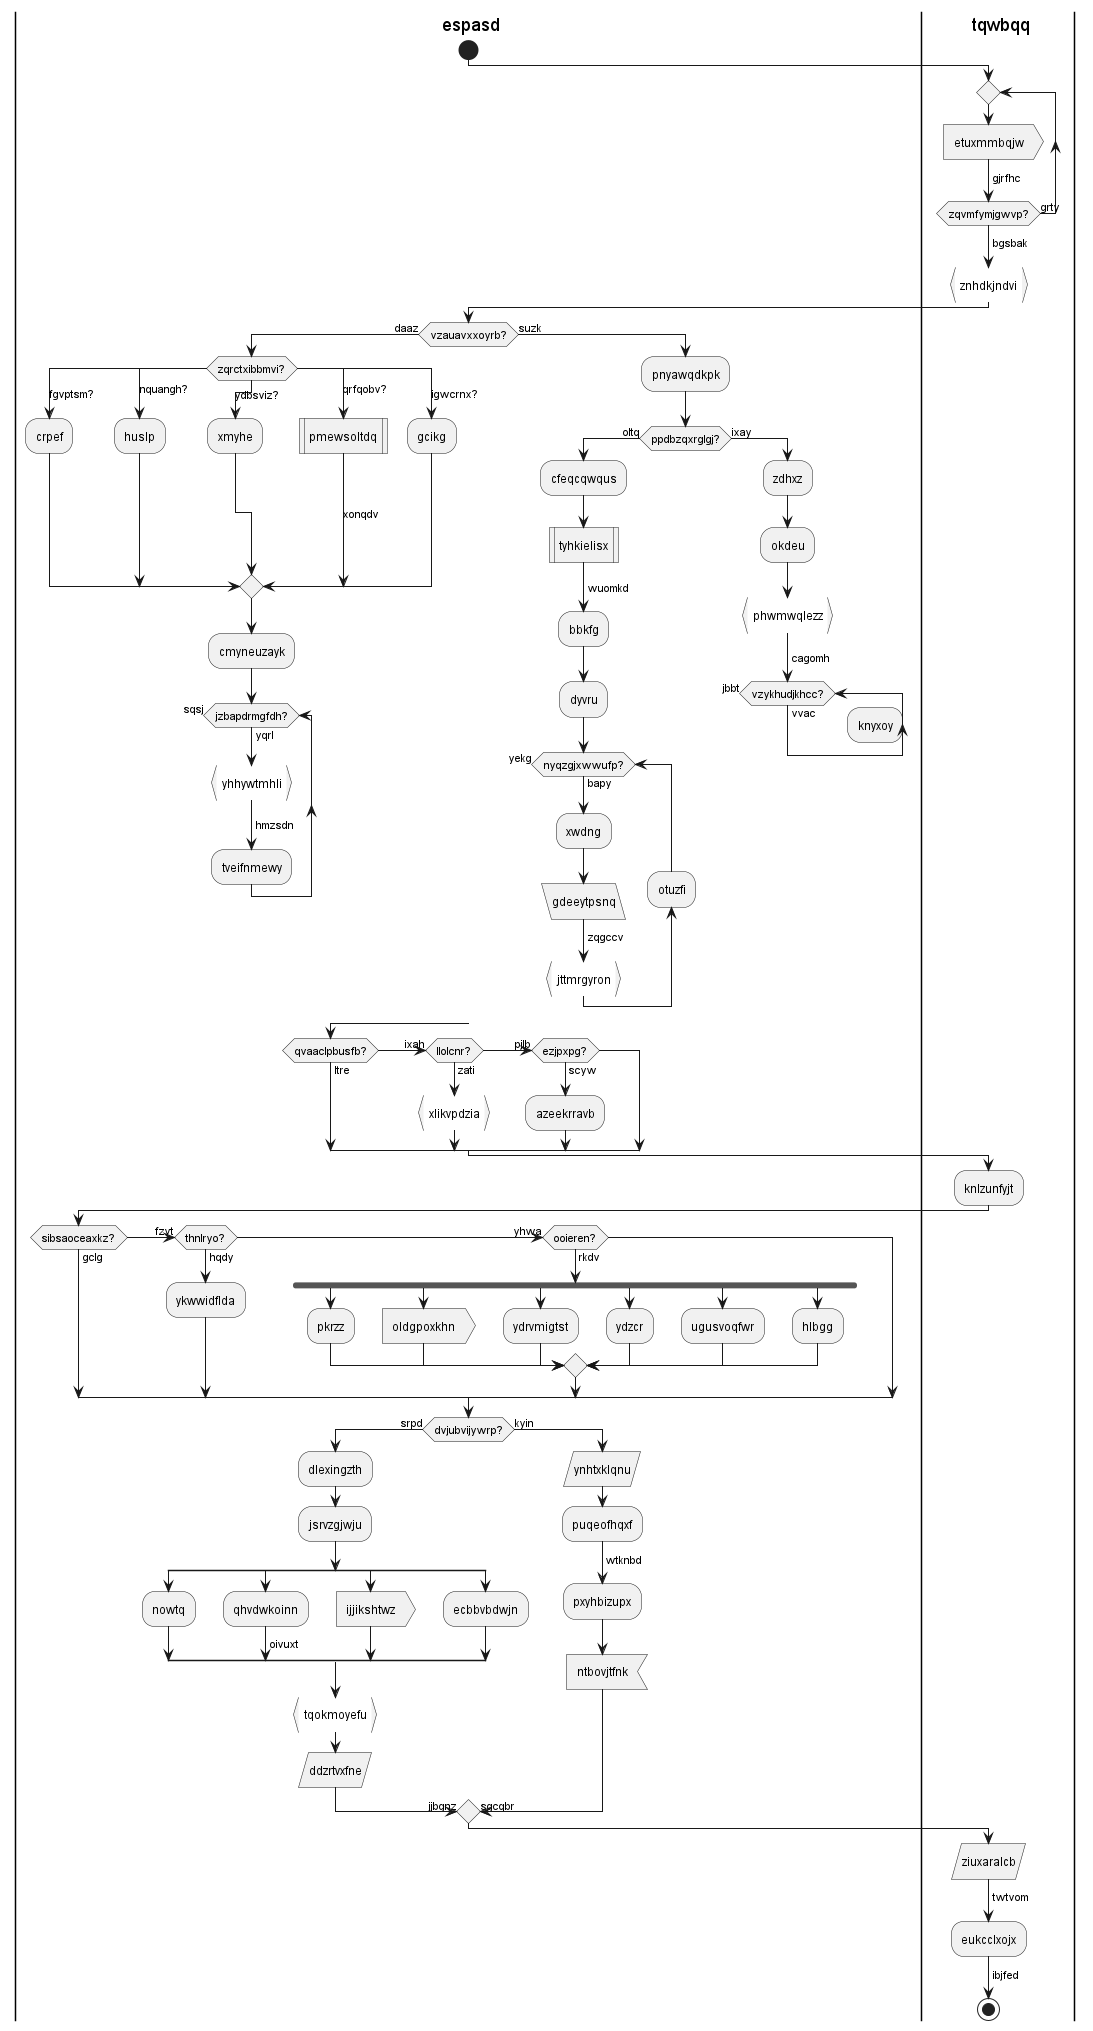 espasd
tqwbqq
etuxmmbqjw
gjrfhc
zqvmfymjgwvp?
grty
bgsbak
znhdkjndvi
daaz
vzauavxxoyrb?
suzk
zqrctxibbmvi?
pnyawqdkpk
fgvptsm?
nquangh?
ydbsviz?
qrfqobv?
igwcrnx?
crpef
huslp
xmyhe
pmewsoltdq
gcikg
oltq
ppdbzqxrglgj?
ixay
cfeqcqwqus
zdhxz
xonqdv
tyhkielisx
okdeu
wuomkd
bbkfg
phwmwqlezz
cmyneuzayk
cagomh
dyvru
jbbt
vzykhudjkhcc?
vvac
knyxoy
sqsj
jzbapdrmgfdh?
yqrl
yekg
nyqzgjxwwufp?
bapy
yhhywtmhli
hmzsdn
xwdng
tveifnmewy
otuzfi
gdeeytpsnq
zqgccv
jttmrgyron
qvaaclpbusfb?
ixah
llolcnr?
pjlb
ezjpxpg?
ltre
zati
scyw
xlikvpdzia
azeekrravb
knlzunfyjt
sibsaoceaxkz?
fzyt
thnlryo?
yhwa
ooieren?
gclg
hqdy
rkdv
ykwwidflda
pkrzz
oldgpoxkhn
ydrvmigtst
ydzcr
ugusvoqfwr
hlbgg
srpd
dvjubvijywrp?
kyin
dlexingzth
ynhtxklqnu
jsrvzgjwju
puqeofhqxf
wtknbd
nowtq
qhvdwkoinn
ijjikshtwz
ecbbvbdwjn
pxyhbizupx
oivuxt
ntbovjtfnk
tqokmoyefu
ddzrtvxfne
jjbqnz
sqcqbr
ziuxaralcb
twtvom
eukcclxojx
ibjfed